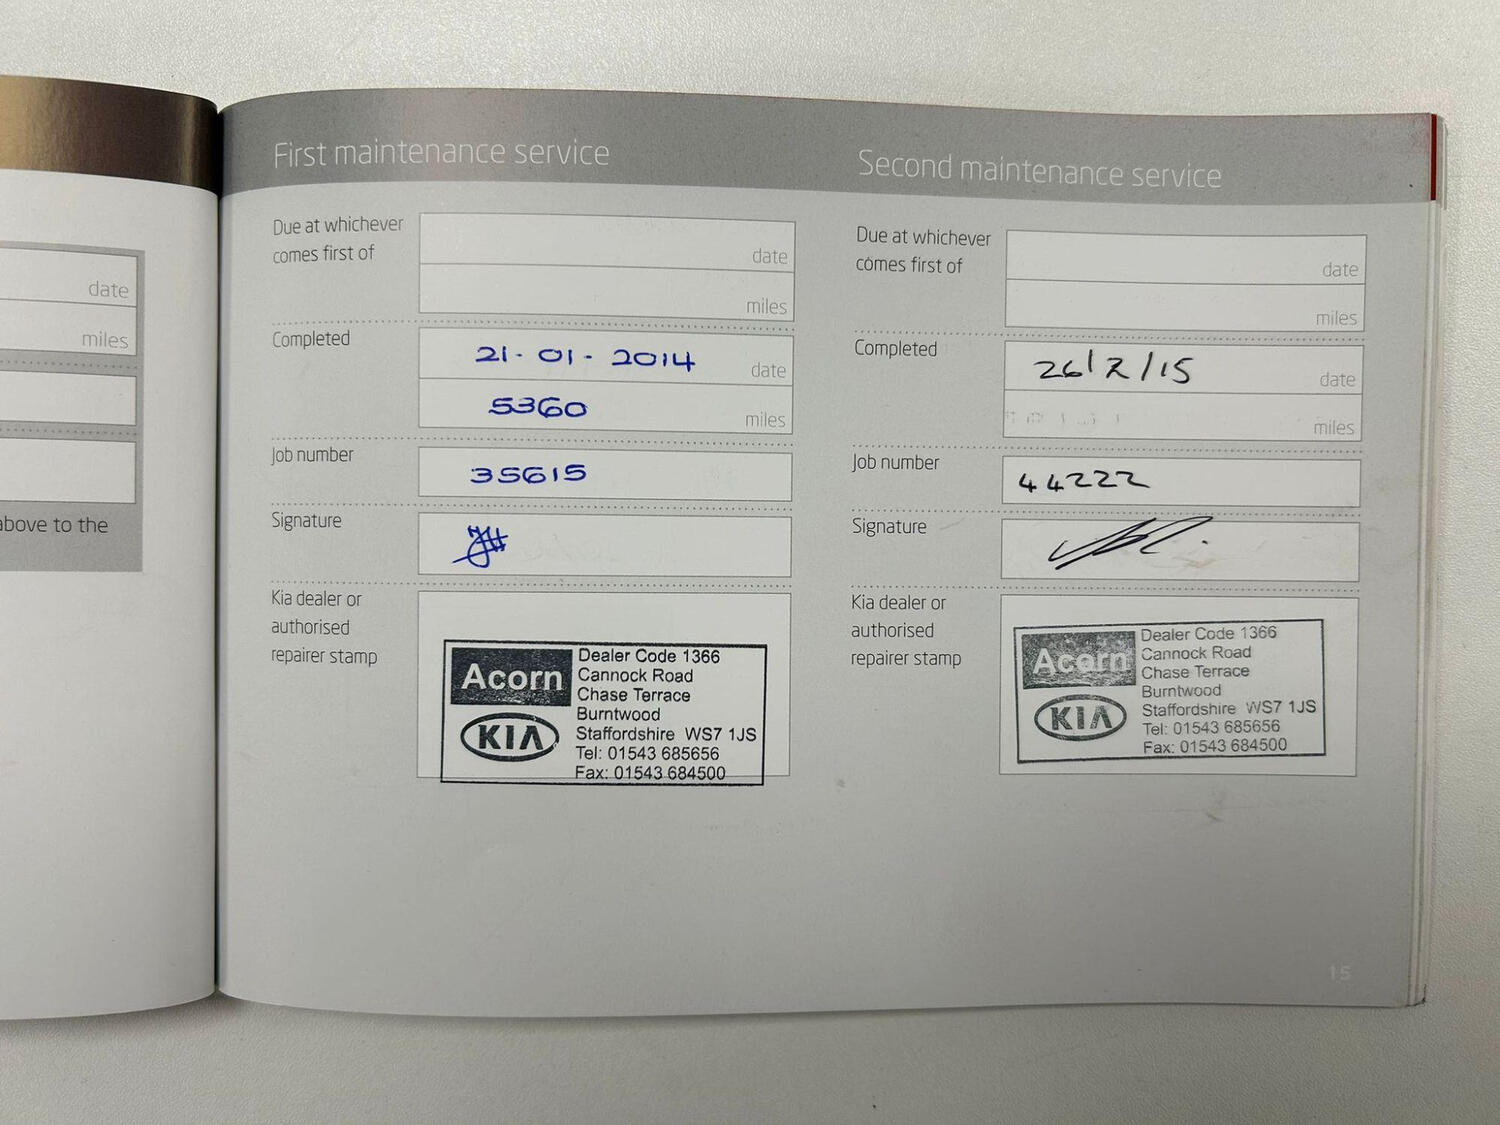 date
miles
above to the
First maintenance service
Due at whichever
comes first of
date
miles
Completed
21-01-2014
date
5360
miles
Job number
35615
Signature
Kia dealer or
authorised
repairer stamp
Acorn
KIA
Dealer Code 1366
Cannock Road
Chase Terrace
Burntwood
Staffordshire WS7 1JS
Tel: 01543 685656
Fax: 01543 684500
Second maintenance service
Due at whichever
comes first of
date
miles
Completed
26/2/15
date
miles
Job number
44222
Signature
Kia dealer or
authorised
repairer stamp
Acorn
KIA
Dealer Code 1366
Cannock Road
Chase Terrace
Burntwood
Staffordshire WS7 1JS
Tel: 01543 685656
Fax: 01543 684500
15